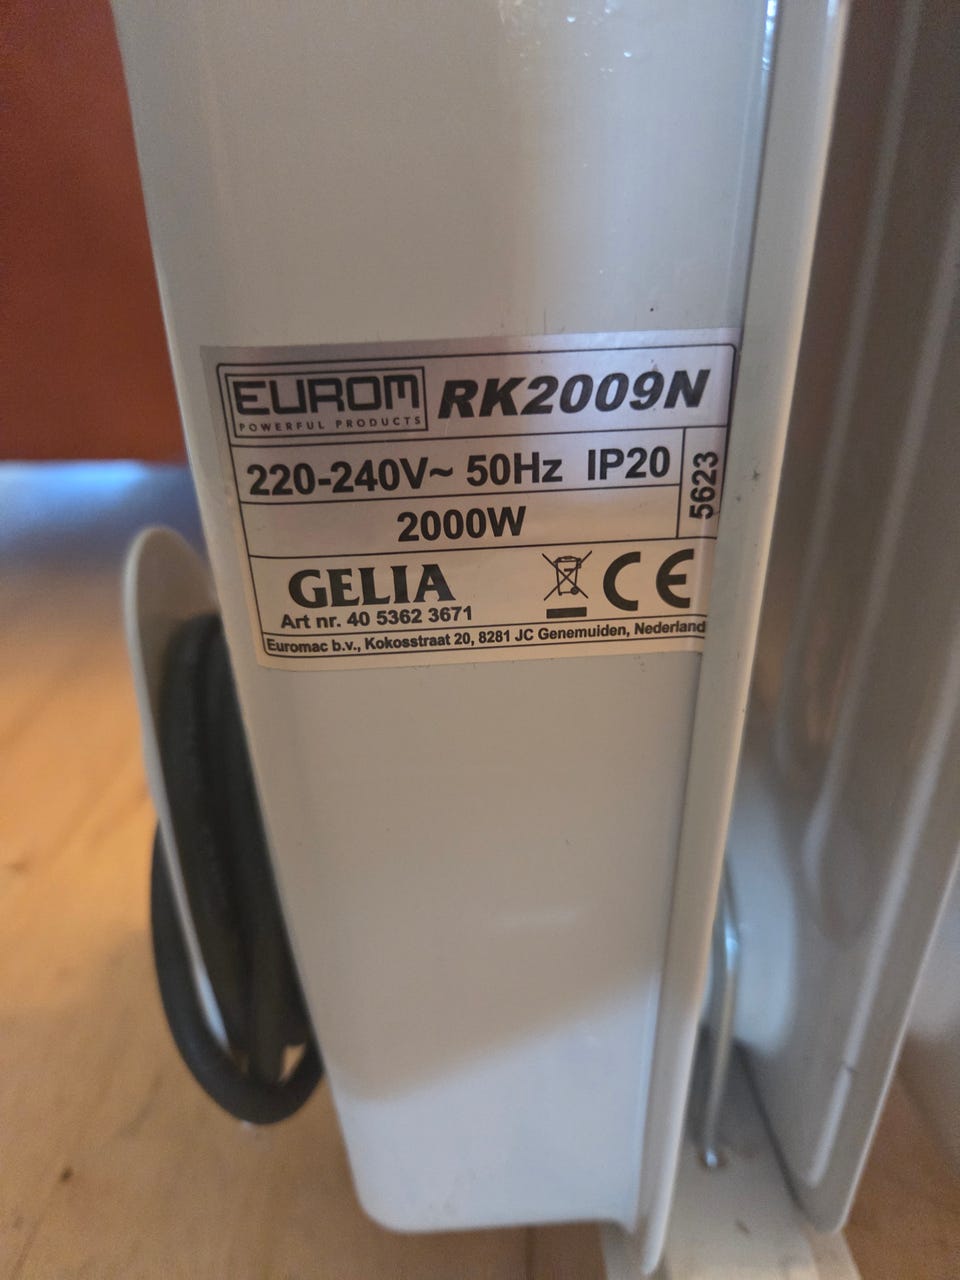 EUROM RK2009N
POWERFUL PRODUCTS
220-240V~ 50Hz IP20
5623
2000W
GELIA
CE
Art nr. 40 5362 3671
Euromac b.v., Kokosstraat 20, 8281 JC Genemuiden, Nederland